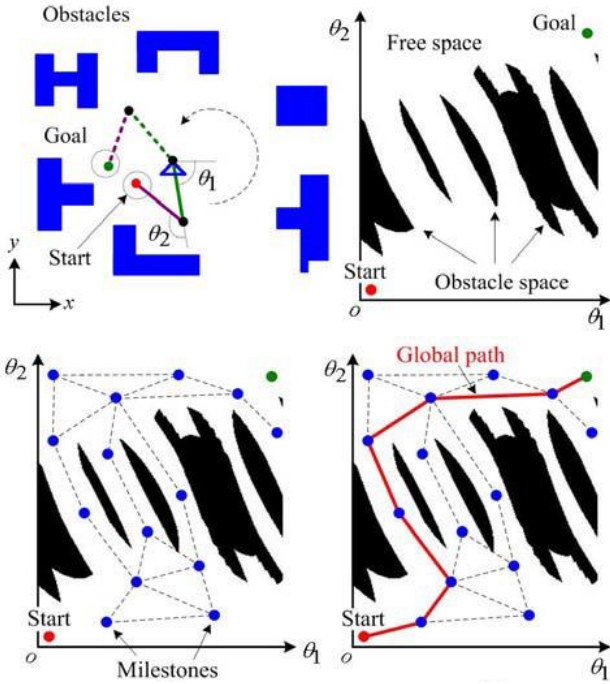 Obstacles
Goal
θ1
θ2
Start
y
x
θ2
Goal
Free space
Start
Obstacle space
o
θ1
θ2
Start
o
θ1
Milestones
θ2
Global path
Start
o
θ1